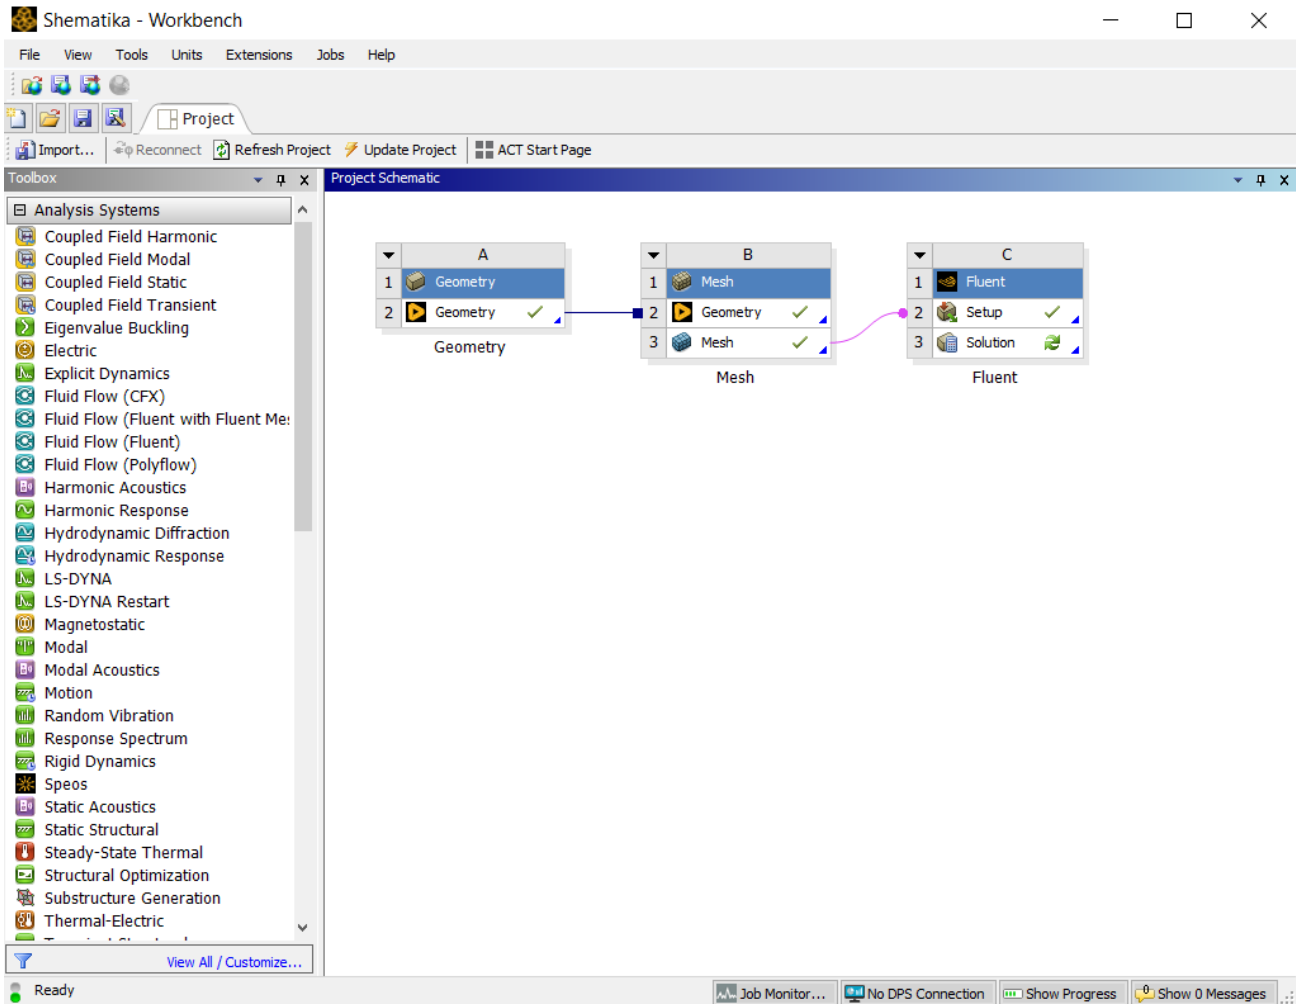 Shematika - Workbench
File View Tools Units Extensions Jobs Help
Project
Import... Reconnect Refresh Project Update Project ACT Start Page
Toolbox
Project Schematic
Analysis Systems
Coupled Field Harmonic
Coupled Field Modal
Coupled Field Static
Coupled Field Transient
Eigenvalue Buckling
Electric
Explicit Dynamics
Fluid Flow (CFX)
Fluid Flow (Fluent with Fluent Me
Fluid Flow (Fluent)
Fluid Flow (Polyflow)
Harmonic Acoustics
Harmonic Response
Hydrodynamic Diffraction
Hydrodynamic Response
LS-DYNA
LS-DYNA Restart
Magnetostatic
Modal
Modal Acoustics
Motion
Random Vibration
Response Spectrum
Rigid Dynamics
Speos
Static Acoustics
Static Structural
Steady-State Thermal
Structural Optimization
Substructure Generation
Thermal-Electric
View All / Customize...
A
1 Geometry
2 Geometry
Geometry
B
1 Mesh
2 Geometry
3 Mesh
Mesh
C
1 Fluent
2 Setup
3 Solution
Fluent
Ready
Job Monitor... No DPS Connection Show Progress Show 0 Messages